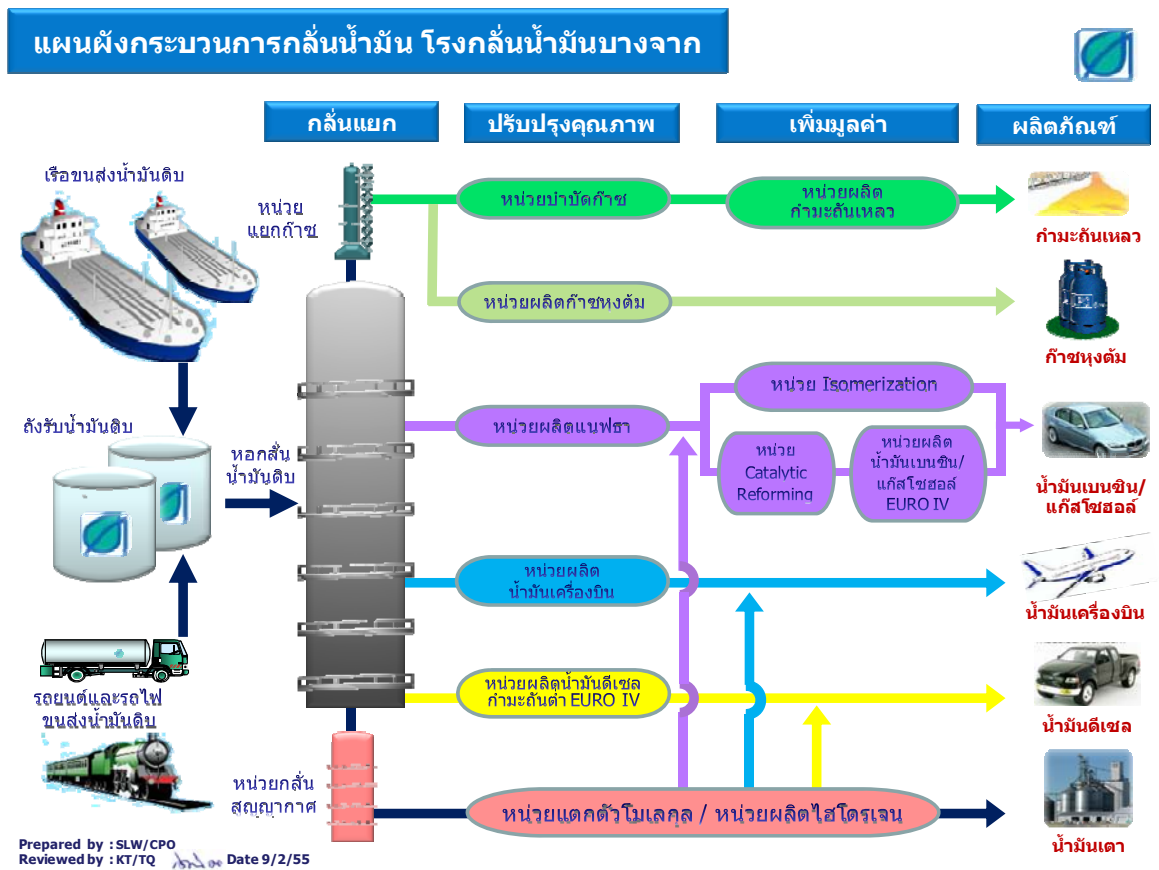 แผนผังกระบวนการกลั่นน้ำมัน โรงกลั่นน้ำมันบางจาก
กลั่นแยก
ปรับปรุงคุณภาพ
เพิ่มมูลค่า
ผลิตภัณฑ์
เรือขนส่งน้ำมันดิบ
หน่วย
แยกก๊าซ
หน่วยบำบัดก๊าซ
หน่วยผลิต
กำมะถันเหลว
กำมะถันเหลว
หน่วยผลิตก๊าซหุงต้ม
ก๊าซหุงต้ม
หน่วย Isomerization
ถังรับน้ำมันดิบ
หอกลั่น
น้ำมันดิบ
หน่วยผลิตแนฟธา
หน่วย
Catalytic
Reforming
หน่วยผลิต
น้ำมันเบนซิน/
แก๊สโซฮอล์
EURO IV
น้ำมันเบนซิน/
แก๊สโซฮอล์
หน่วยผลิต
น้ำมันเครื่องบิน
น้ำมันเครื่องบิน
หน่วยผลิตน้ำมันดีเซล
กำมะถันต่ำ EURO IV
น้ำมันดีเซล
รถยนต์และรถไฟ
ขนส่งน้ำมันดิบ
หน่วยกลั่น
สุญญากาศ
หน่วยแตกตัวโมเลกุล / หน่วยผลิตไฮโดรเจน
น้ำมันเตา
Prepared by : SLW/CPO
Reviewed by : KT/TQ Date 9/2/55